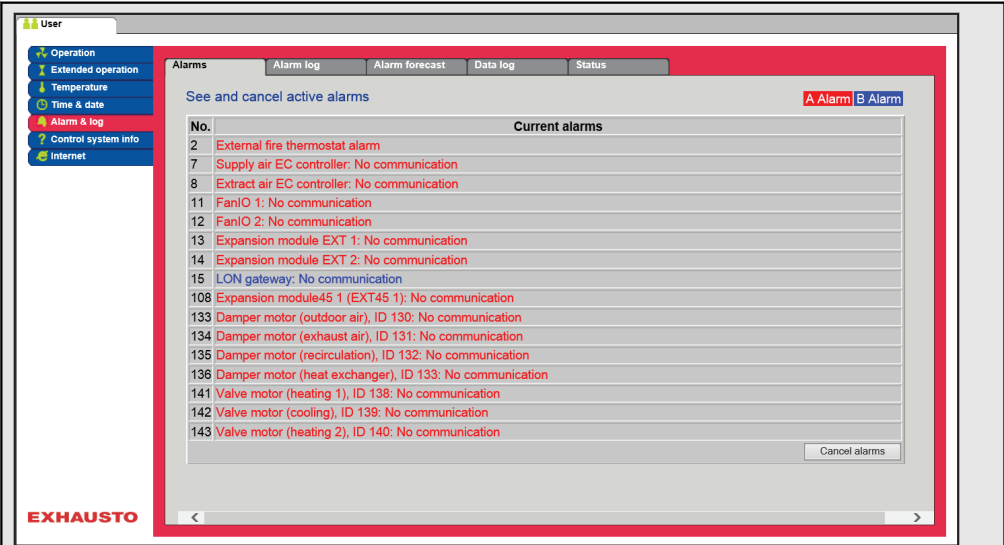 User
Operation
Extended operation
Temperature
Time & date
Alarm & log
Control system info
Internet
Alarms Alarm log Alarm forecast Data log Status
See and cancel active alarms
A Alarm B Alarm
No. Current alarms
2 External fire thermostat alarm
7 Supply air EC controller: No communication
8 Extract air EC controller: No communication
11 FanIO 1: No communication
12 FanIO 2: No communication
13 Expansion module EXT 1: No communication
14 Expansion module EXT 2: No communication
15 LON gateway: No communication
108 Expansion module45 1 (EXT45 1): No communication
133 Damper motor (outdoor air), ID 130: No communication
134 Damper motor (exhaust air), ID 131: No communication
135 Damper motor (recirculation), ID 132: No communication
136 Damper motor (heat exchanger), ID 133: No communication
141 Valve motor (heating 1), ID 138: No communication
142 Valve motor (cooling), ID 139: No communication
143 Valve motor (heating 2), ID 140: No communication
Cancel alarms
EXHAUSTO